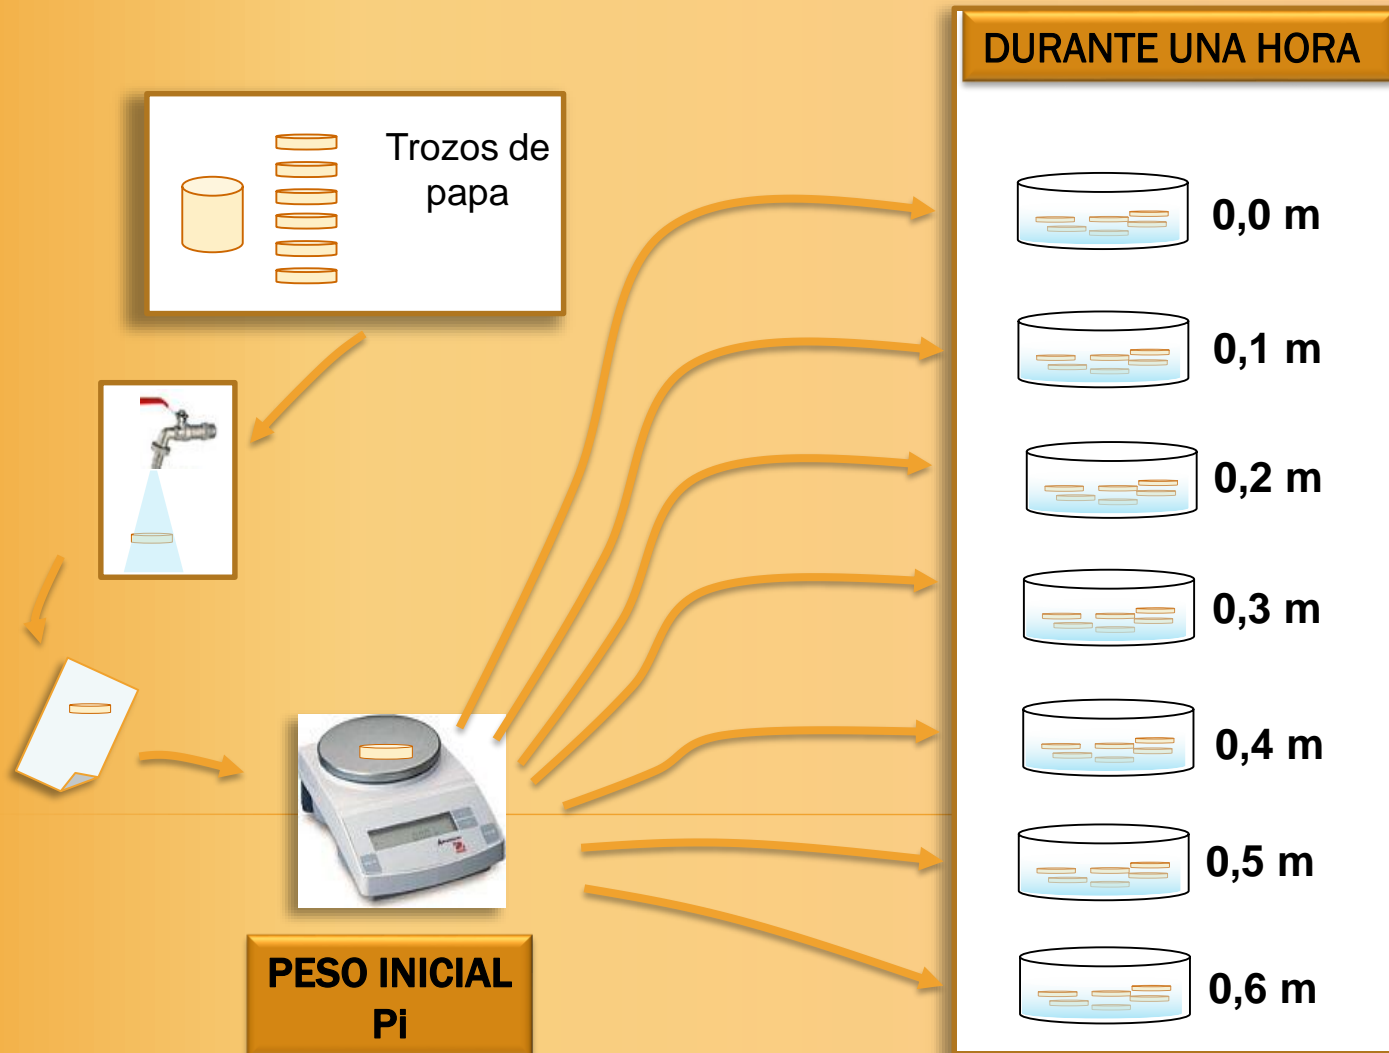 DURANTE UNA HORA
Trozos de
papa
0,0 m
0,1 m
0,2 m
0,3 m
0,4 m
0,5 m
0,6 m
PESO INICIAL
Pi